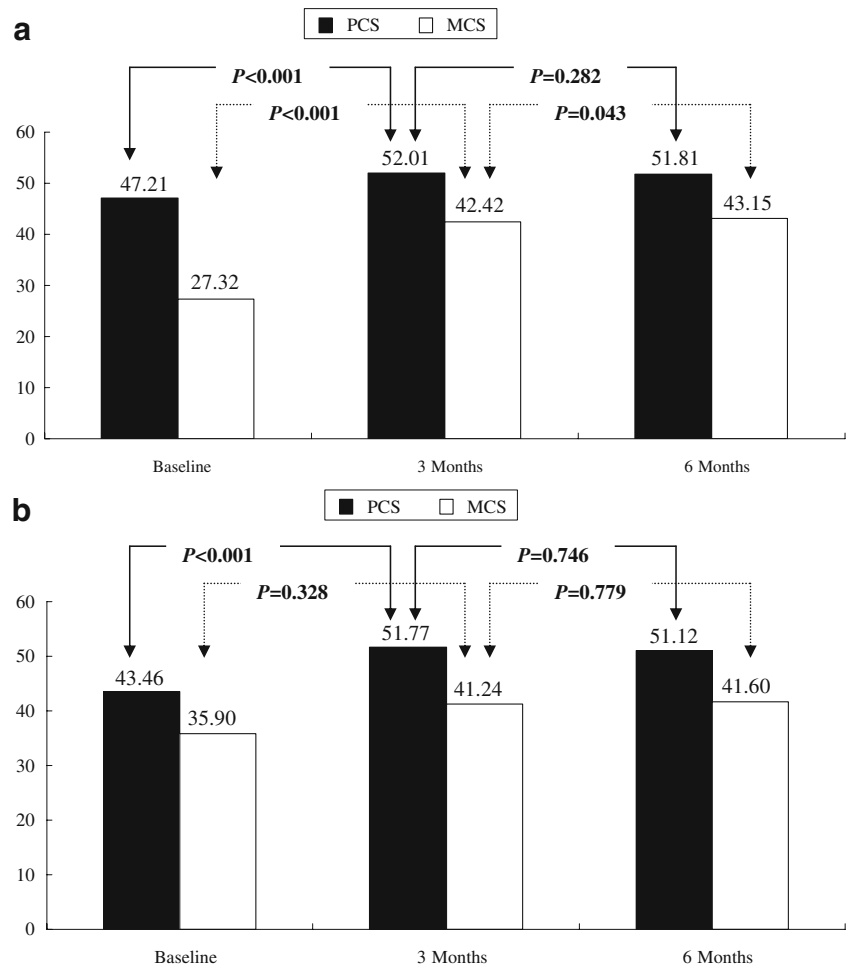 a
PCS MCS
P<0.001 P=0.282
P<0.001 P=0.043
60
50
40
30
20
10
0
47.21 27.32 52.01 42.42 51.81 43.15
Baseline 3 Months 6 Months
b
PCS MCS
P<0.001 P=0.746
P=0.328 P=0.779
60
50
40
30
20
10
0
43.46 35.90 51.77 41.24 51.12 41.60
Baseline 3 Months 6 Months